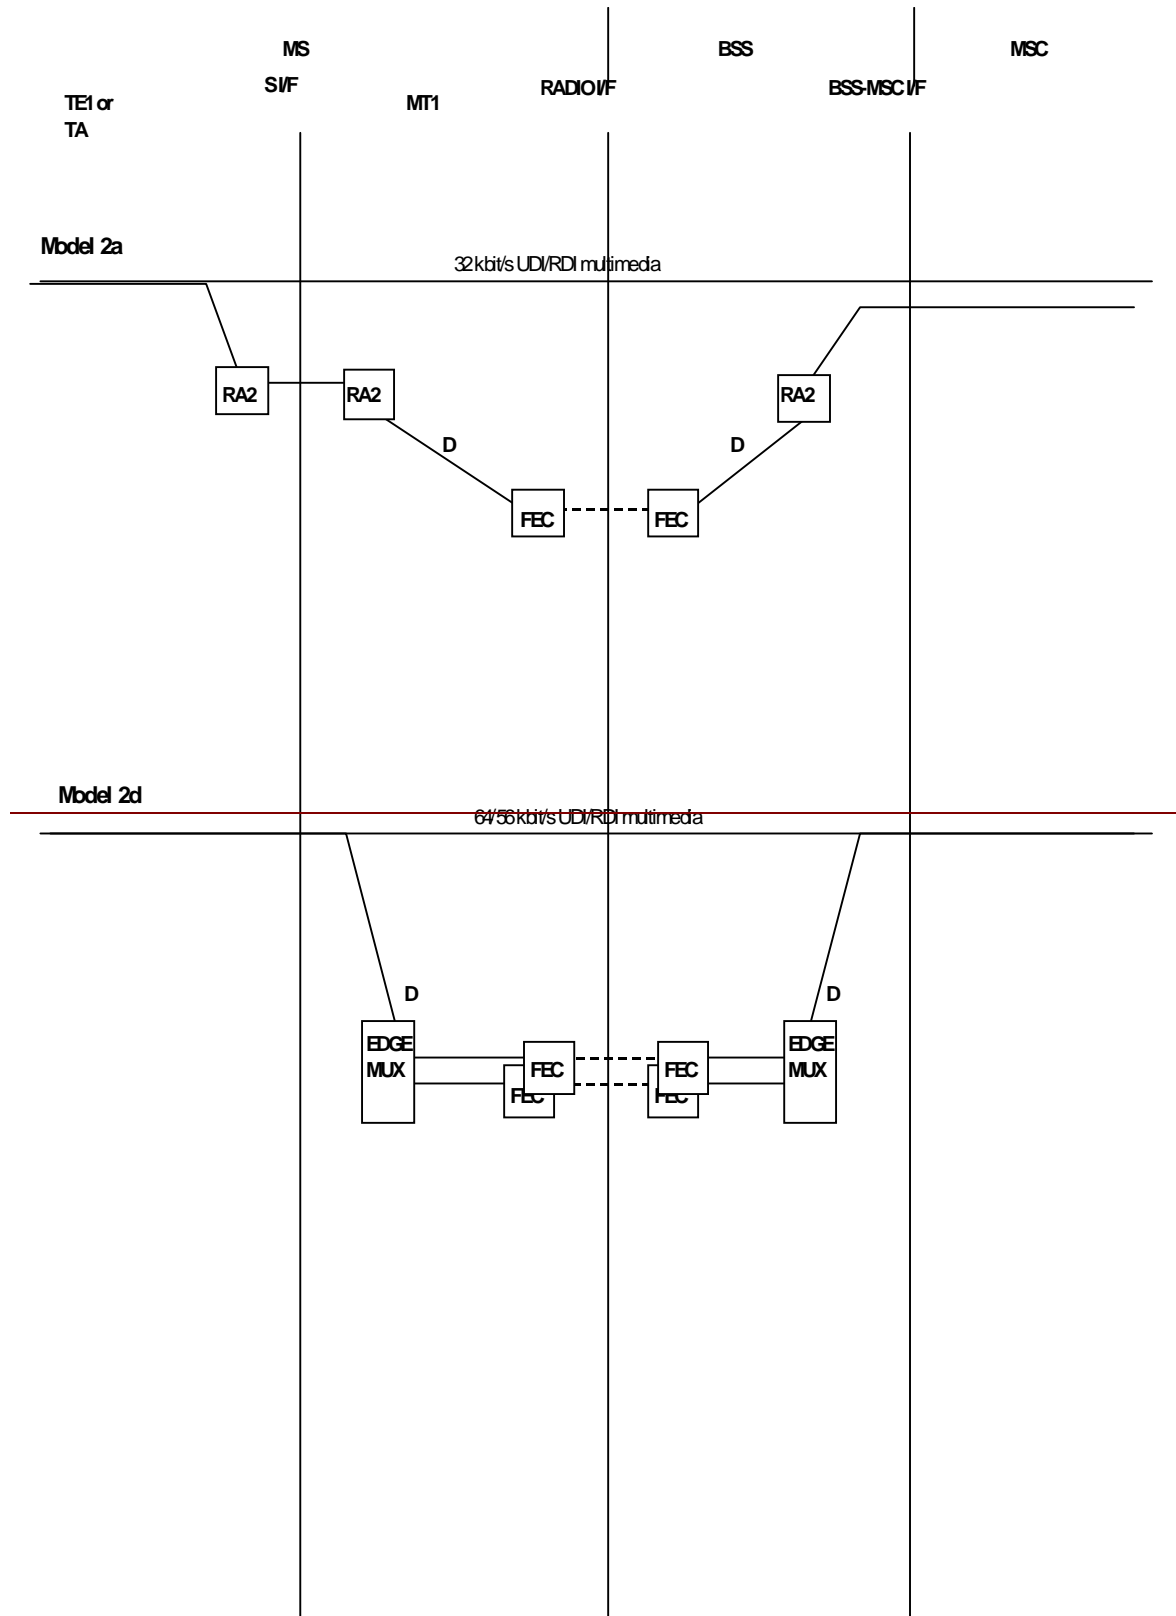 MS
BSS
MSC
S I/F
RADIO I/F
BSS-MSC I/F
TE1 or
TA
MT1
Model 2a
32 kbit/s UDI/RDI multimedia
RA2
RA2
RA2
D
D
FEC
FEC
Model 2d
64/56 kbit/s UDI/RDI multimedia
D
D
EDGE
MUX
FEC
FEC
FEC
FEC
EDGE
MUX